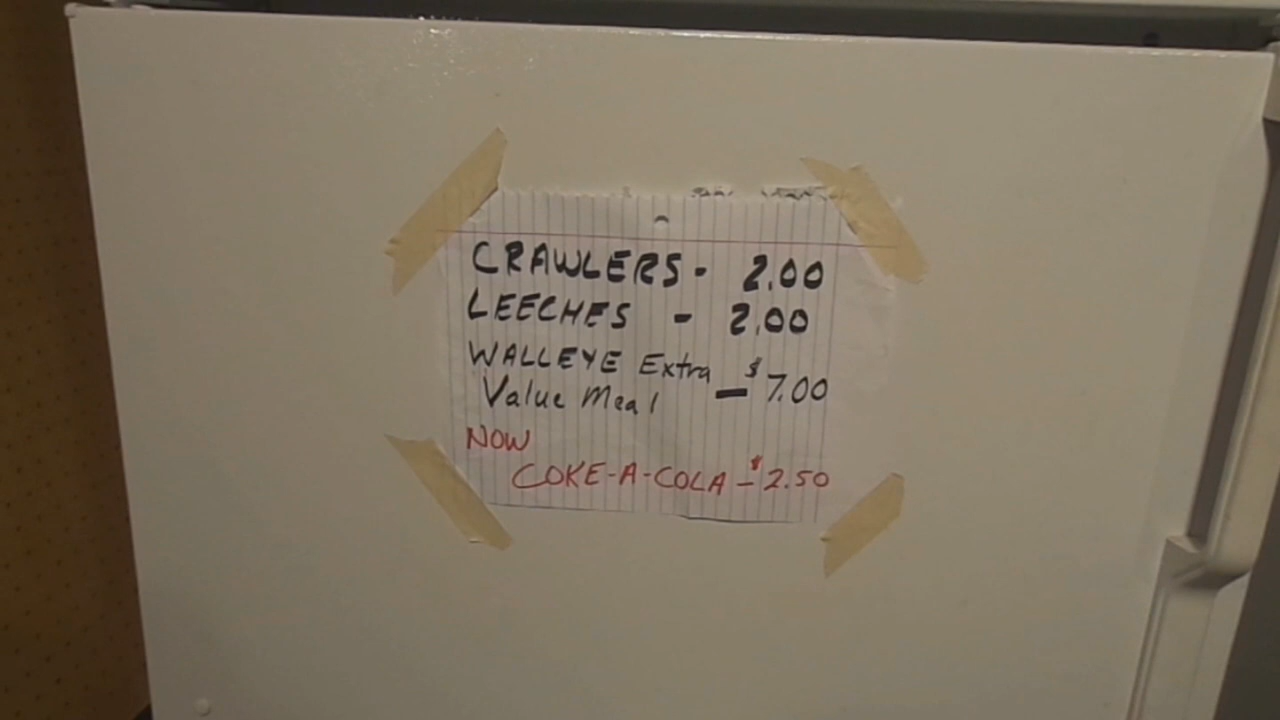 CRAWLERS - 2.00
LEECHES - 2.00
WALLEYE Extra
Value Meal - $7.00
NOW
COKE-A-COLA - $2.50